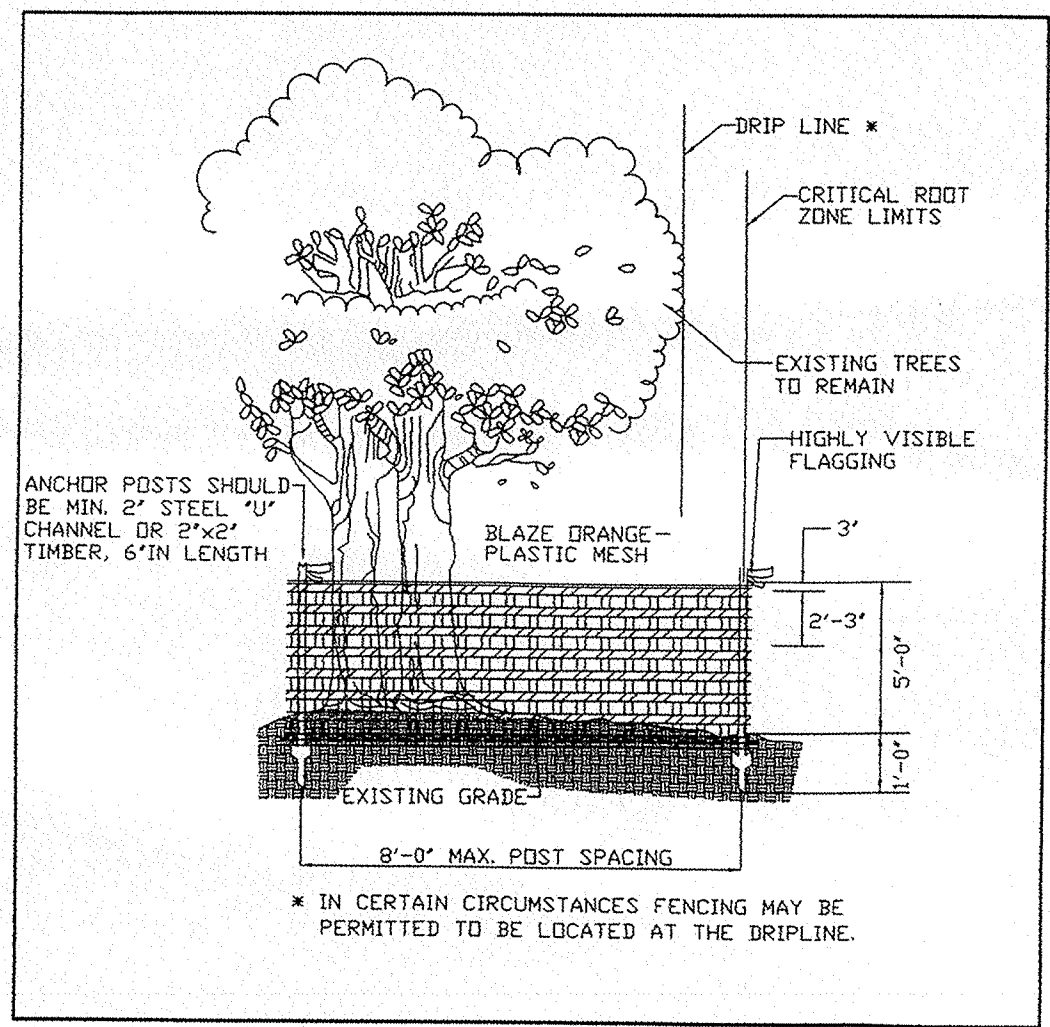 DRIP LINE *
CRITICAL ROOT
ZONE LIMITS
EXISTING TREES
TO REMAIN
HIGHLY VISIBLE
FLAGGING
ANCHOR POSTS SHOULD
BE MIN. 2" STEEL "U"
CHANNEL OR 2"x2"
TIMBER, 6'IN LENGTH
BLAZE ORANGE
PLASTIC MESH
3"
2'-3"
5'-0"
1'-0"
EXISTING GRADE
8'-0" MAX. POST SPACING
* IN CERTAIN CIRCUMSTANCES FENCING MAY BE
PERMITTED TO BE LOCATED AT THE DRIPLINE.